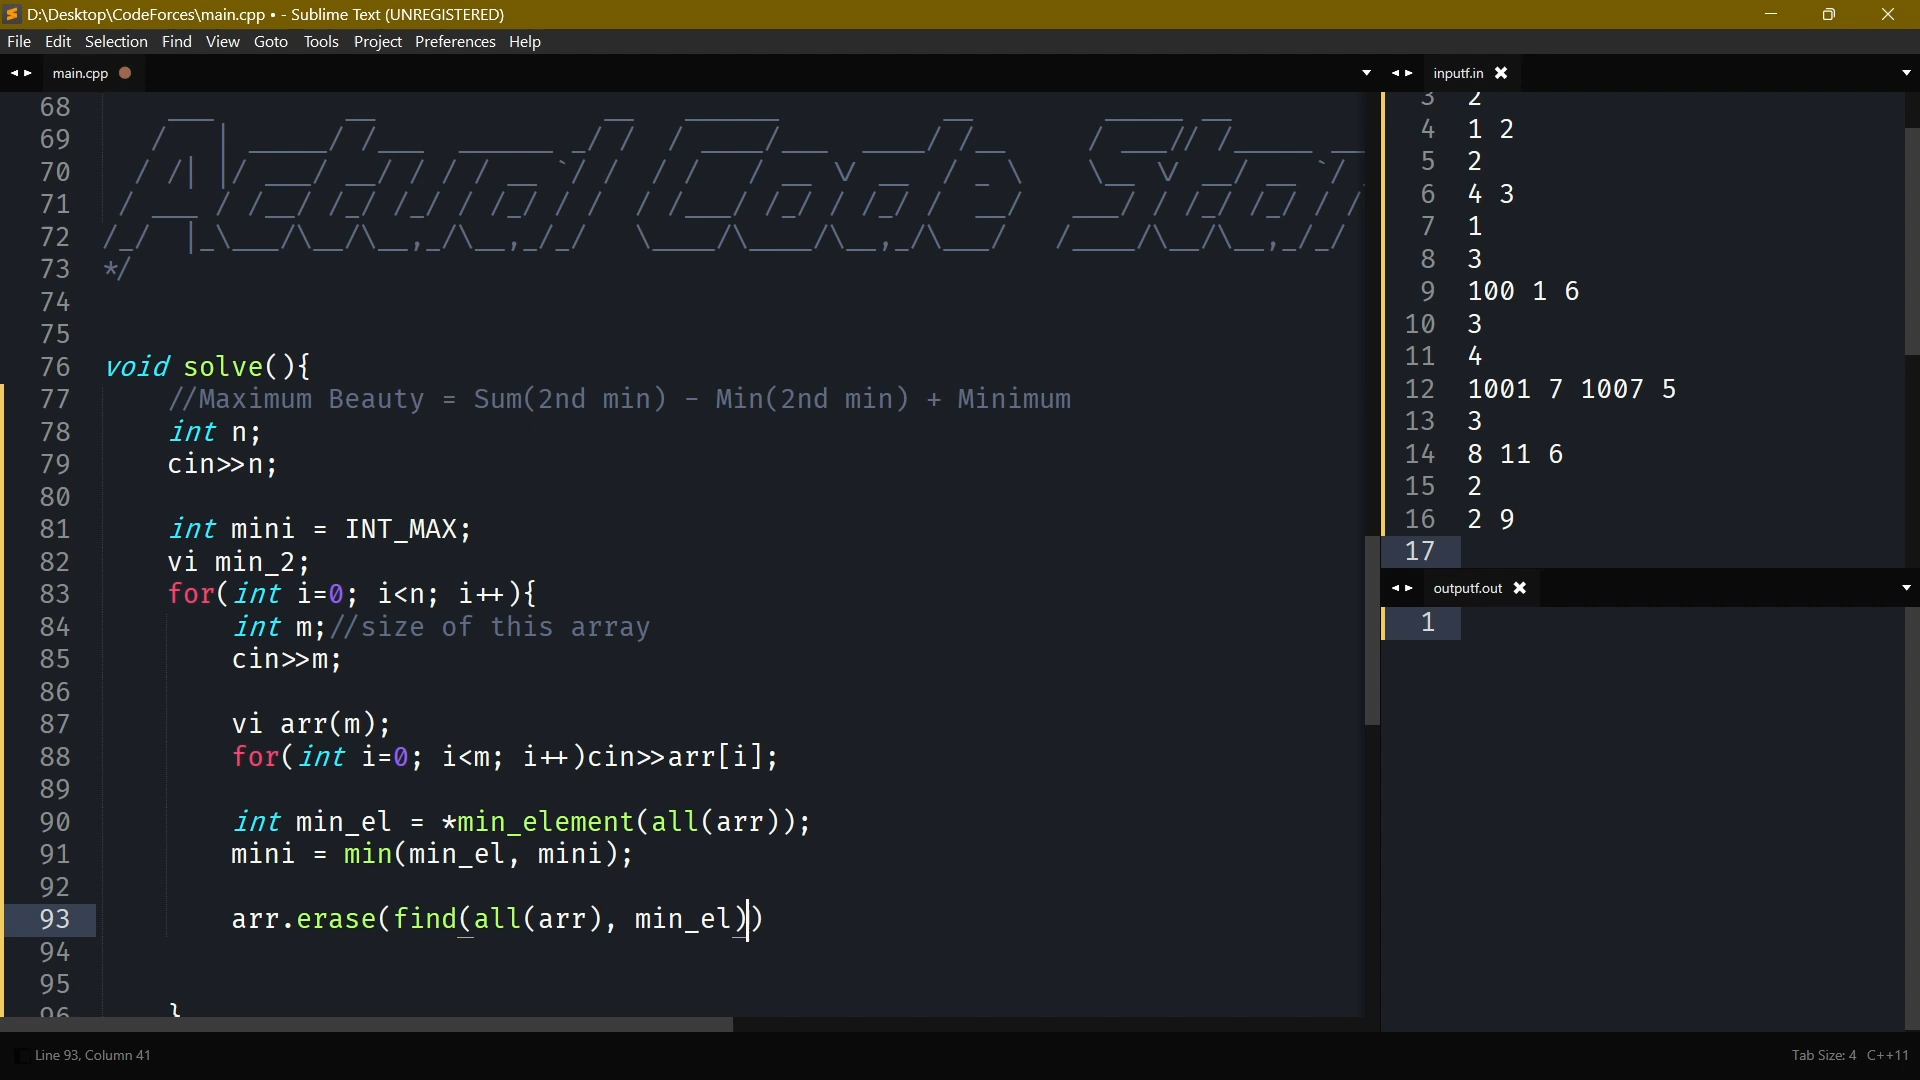 D:\Desktop\CodeForces\main.cpp • - Sublime Text (UNREGISTERED)
File Edit Selection Find View Goto Tools Project Preferences Help
main.cpp
68
69
70
71
72
73 */
74
75
76 void solve(){
77 //Maximum Beauty = Sum(2nd min) - Min(2nd min) + Minimum
78 int n;
79 cin>>n;
80
81 int mini = INT_MAX;
82 vi min_2;
83 for(int i=0; i<n; i++){
84 int m;//size of this array
85 cin>>m;
86
87 vi arr(m);
88 for(int i=0; i<m; i++)cin>>arr[i];
89
90 int min_el = *min_element(all(arr));
91 mini = min(min_el, mini);
92
93 arr.erase(find(all(arr), min_el))
94
95
96 }
inputf.in
3 2
4 1 2
5 2
6 4 3
7 1
8 3
9 100 1 6
10 3
11 4
12 1001 7 1007 5
13 3
14 8 11 6
15 2
16 2 9
17
outputf.out
1
Line 93, Column 41
Tab Size: 4 C++11